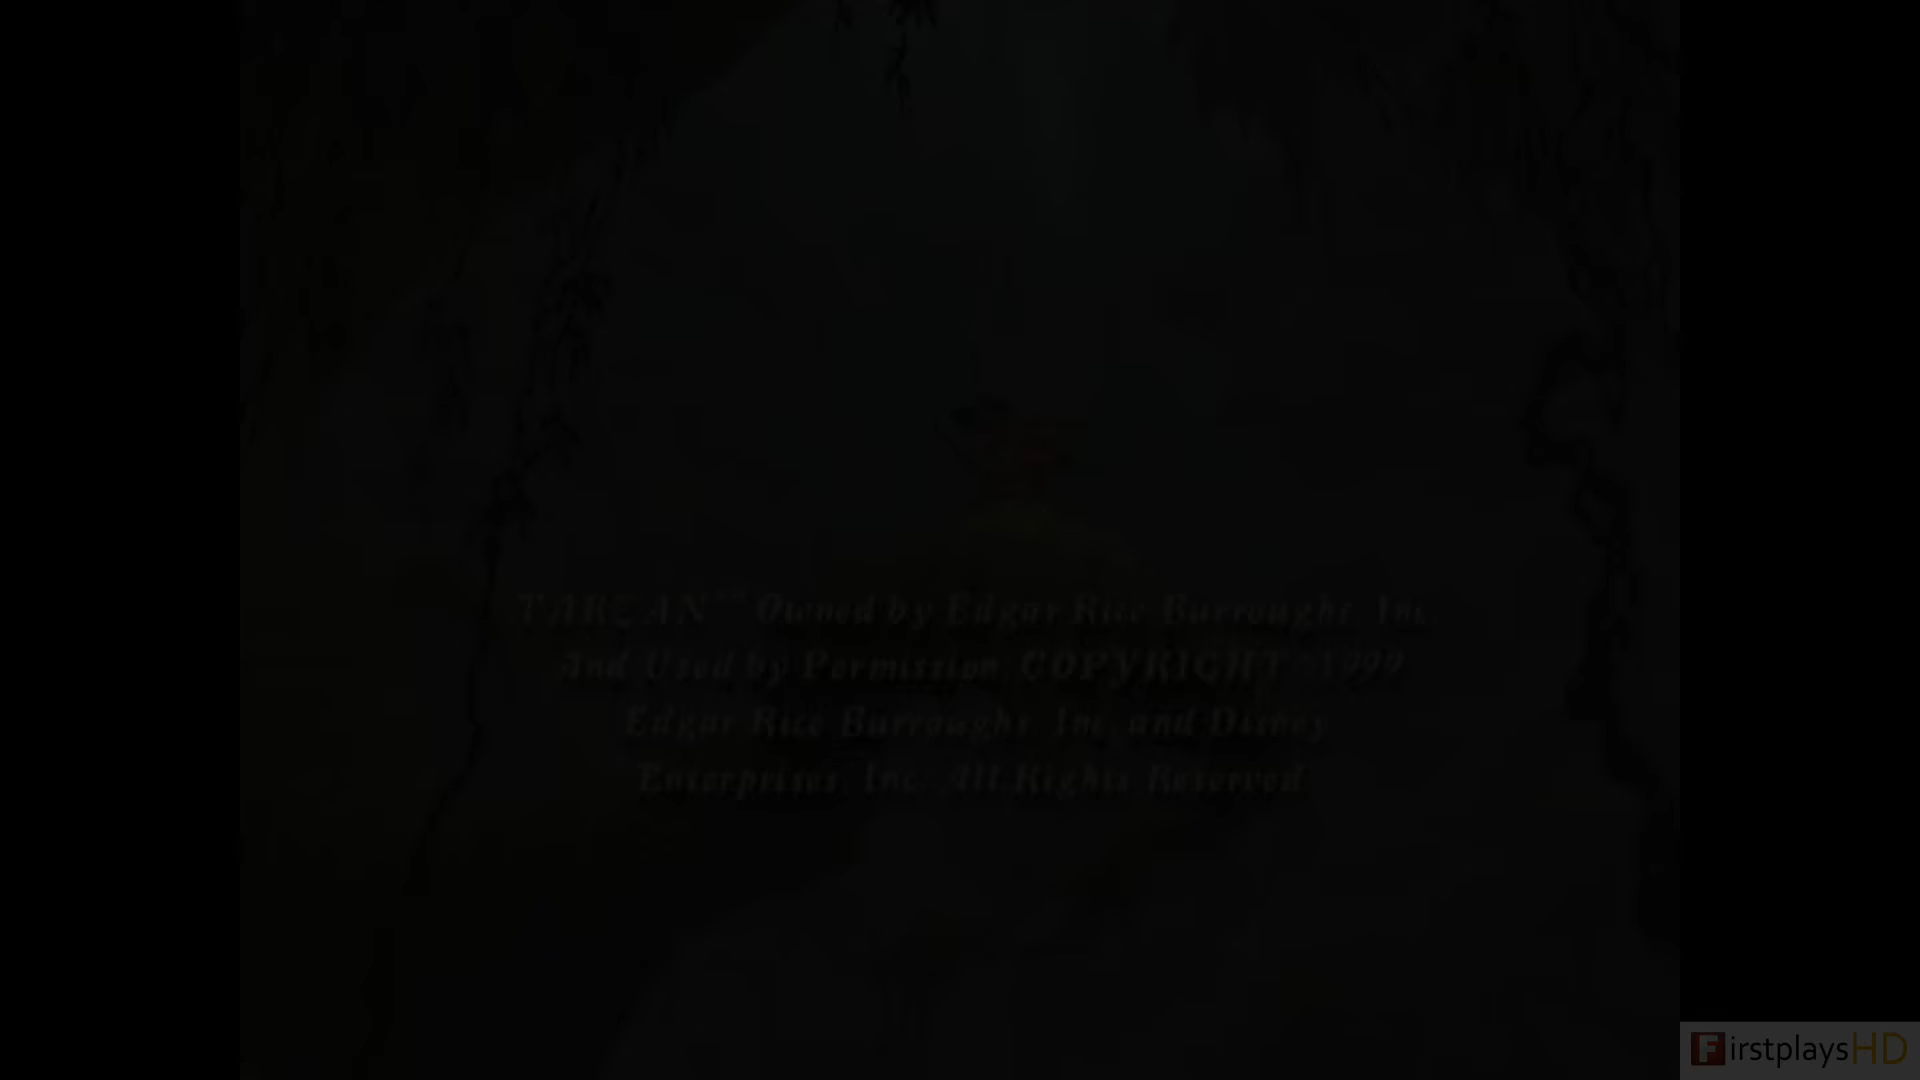 TARZAN™ Owned by Edgar Rice Burroughs, Inc.
And Used by Permission. COPYRIGHT ©1999
Edgar Rice Burroughs, Inc. and Disney
Enterprises, Inc. All Rights Reserved.
FirstplaysHD